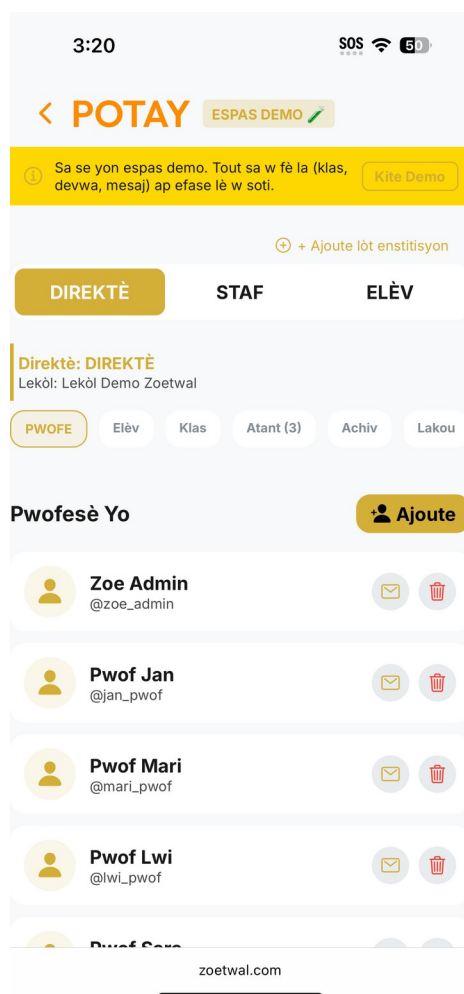 3:20
SOS
50
POTAY
ESPAS DEMO
Sa se yon espas demo. Tout sa w fè la (klas,
devwa, mesaj) ap efase lè w soti.
Kite Demo
+ Ajoute lòt enstitisyon
DIREKTÈ
STAF
ELÈV
Direktè: DIREKTÈ
Lekòl: Lekòl Demo Zoetwal
PWOFE
Elèv
Klas
Atant (3)
Achiv
Lakou
Pwofesè Yo
Ajoute
Zoe Admin
@zoe_admin
Pwof Jan
@jan_pwof
Pwof Mari
@mari_pwof
Pwof Lwi
@lwi_pwof
Pwof
zoetwal.com